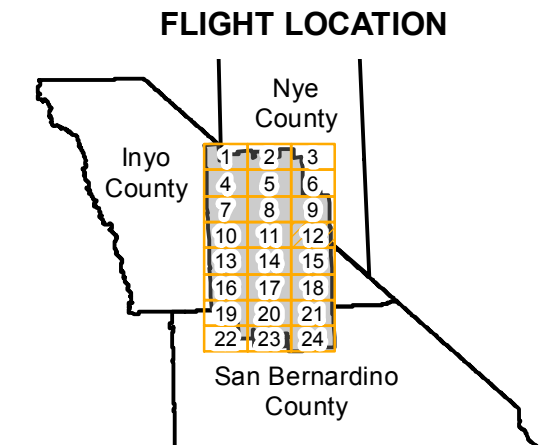 FLIGHT LOCATION
Nye
County
Inyo
County
1 2 3
4 5 6
7 8 9
10 11 12
13 14 15
16 17 18
19 20 21
22 23 24
San Bernardino
County